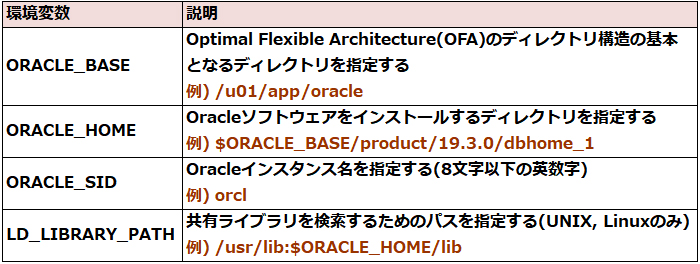 環境変数 説明
ORACLE_BASE
Optimal Flexible Architecture(OFA)のディレクトリ構造の基本
となるディレクトリを指定する
例) /u01/app/oracle
ORACLE_HOME
Oracleソフトウェアをインストールするディレクトリを指定する
例) $ORACLE_BASE/product/19.3.0/dbhome_1
ORACLE_SID
Oracleインスタンス名を指定する(8文字以下の英数字)
例) orcl
LD_LIBRARY_PATH
共有ライブラリを検索するためのパスを指定する(UNIX, Linuxのみ)
例) /usr/lib:$ORACLE_HOME/lib